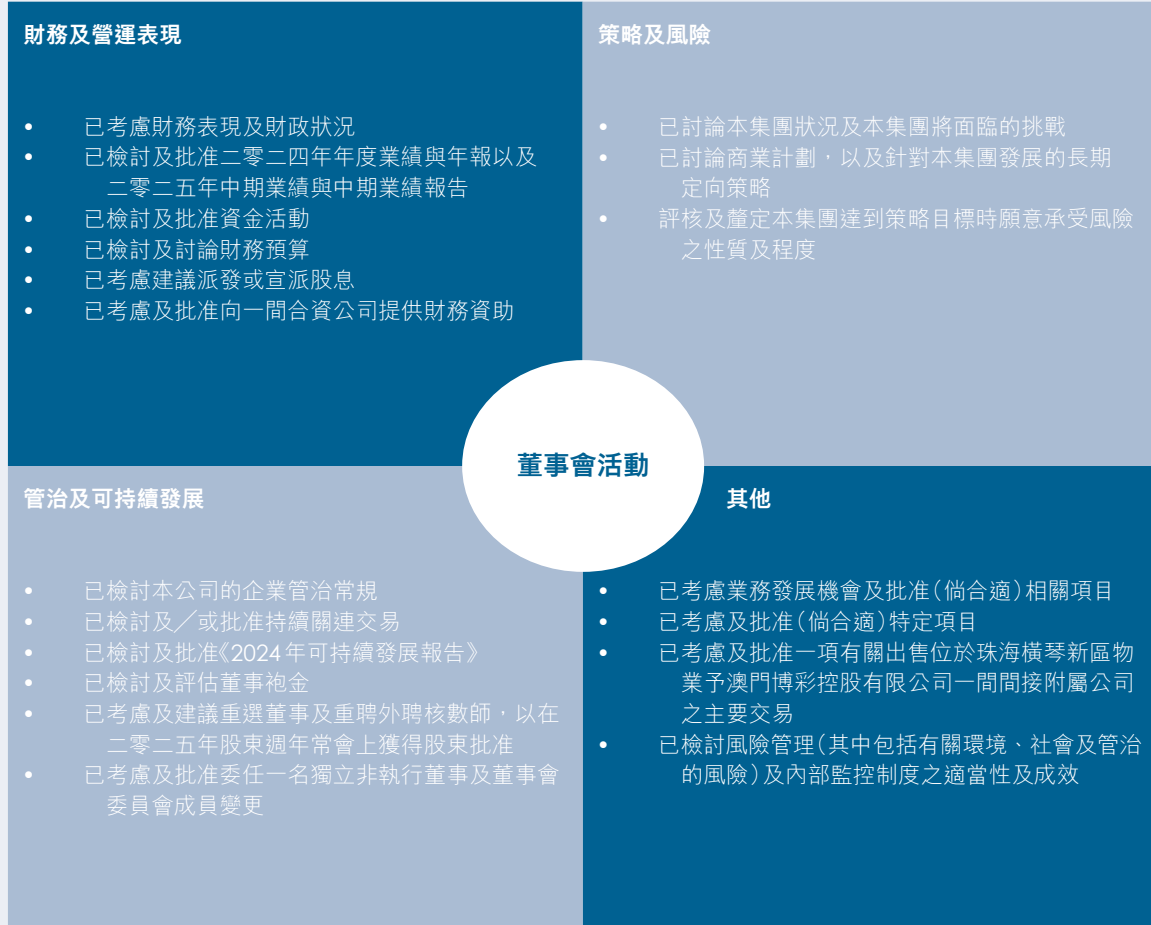 財務及營運表現
• 已考慮財務表現及財政狀況
• 已檢討及批准二零二四年年度業績與年報以及
二零二五年中期業績與中期業績報告
• 已檢討及批准資金活動
• 已檢討及討論財務預算
• 已考慮建議派發或宣派股息
• 已考慮及批准向一間合資公司提供財務資助
策略及風險
• 已討論本集團狀況及本集團將面臨的挑戰
• 已討論商業計劃，以及針對本集團發展的長期
定向策略
• 評核及釐定本集團達到策略目標時願意承受風險
之性質及程度
董事會活動
管治及可持續發展
• 已檢討本公司的企業管治常規
• 已檢討及／或批准持續關連交易
• 已檢討及批准《2024年可持續發展報告》
• 已檢討及評估董事袍金
• 已考慮及建議重選董事及重聘外聘核數師，以在
二零二五年股東週年常會上獲得股東批准
• 已考慮及批准委任一名獨立非執行董事及董事會
委員會成員變更
其他
• 已考慮業務發展機會及批准（倘合適）相關項目
• 已考慮及批准（倘合適）特定項目
• 已考慮及批准一項有關出售位於珠海橫琴新區物
業予澳門博彩控股有限公司一間間接附屬公司
之主要交易
• 已檢討風險管理（其中包括有關環境、社會及管治
的風險）及內部監控制度之適當性及成效